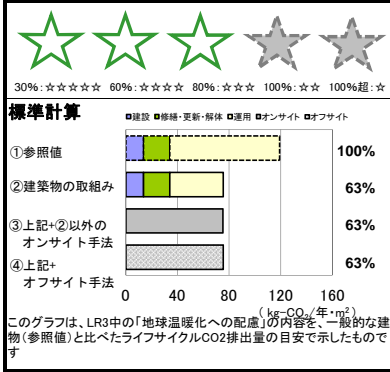 30%:☆☆☆☆☆ 60%:☆☆☆☆ 80%:☆☆☆ 100%:☆☆ 100%超:☆
標準計算
建設 修繕・更新・解体 運用 オンサイト オフサイト
①参照値 100%
②建築物の取組み 63%
③上記+②以外の
オンサイト手法 63%
④上記+
オフサイト手法 63%
0 40 80 120 160
(kg-CO2/年・m²)
このグラフは、LR3中の「地球温暖化への配慮」の内容を、一般的な建
物(参照値)と比べたライフサイクルCO2排出量の目安で示したもので
す